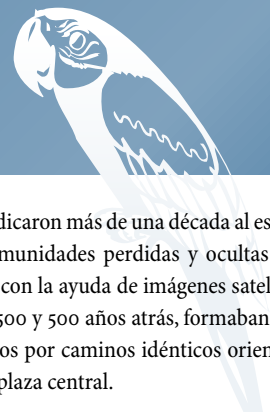 dicaron más de una década al es
munidades perdidas y ocultas
con la ayuda de imágenes satel
500 y 500 años atrás, formaban
os por caminos idénticos orien
plaza central.